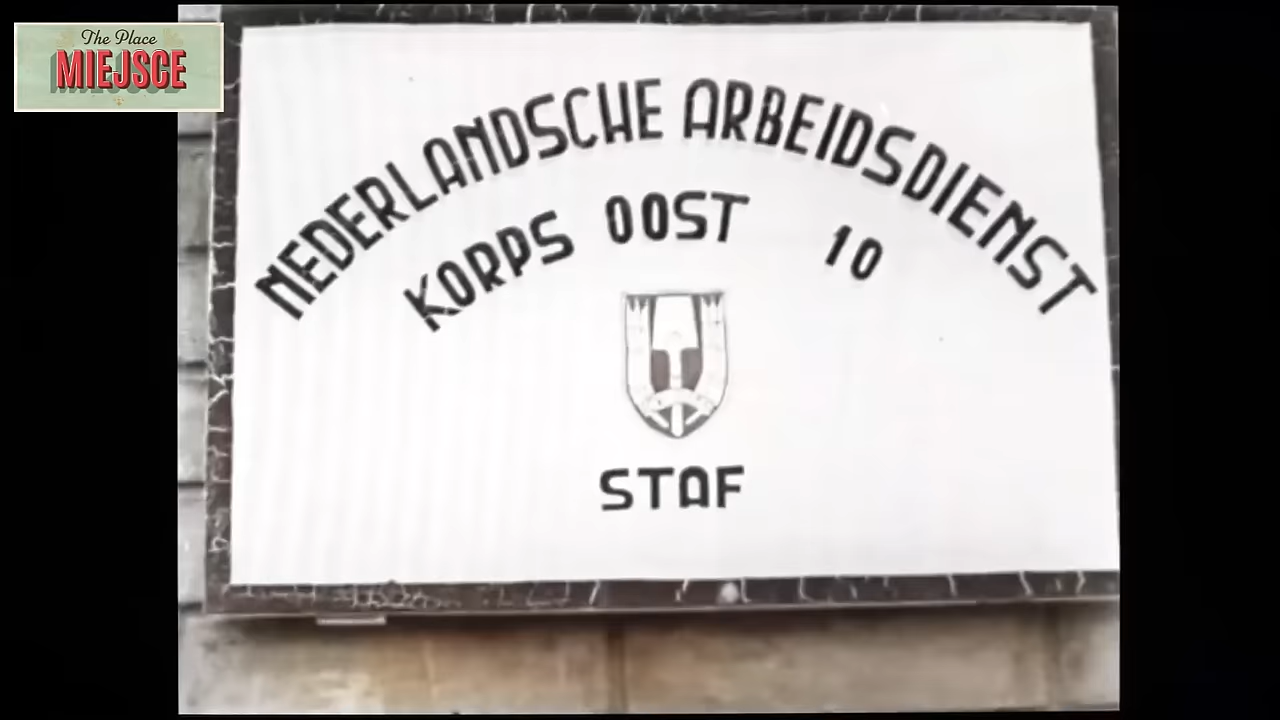 The Place
MIEJSCE
NEDERLANDSCHE ARBEIDSDIENST
KORPS OOST 10
STAF